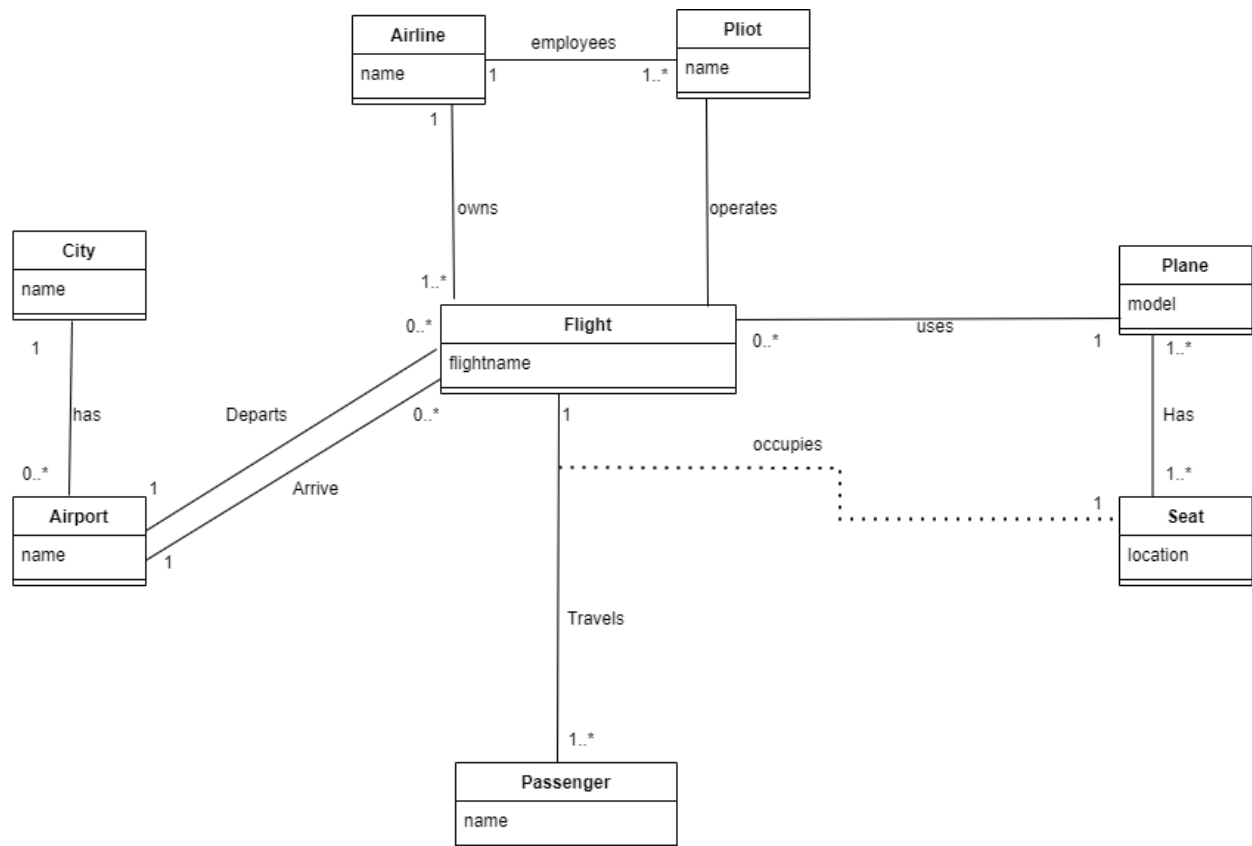 Airline
name
employees
1
1..*
Pliot
name
1
owns
1..*
operates
City
name
1
has
0..*
Airport
name
Flight
flightname
0..*
Departs
1
0..*
Arrive
1
0..*
uses
1
Plane
model
1..*
Has
1..*
Seat
location
occupies
1
1
Travels
1..*
Passenger
name